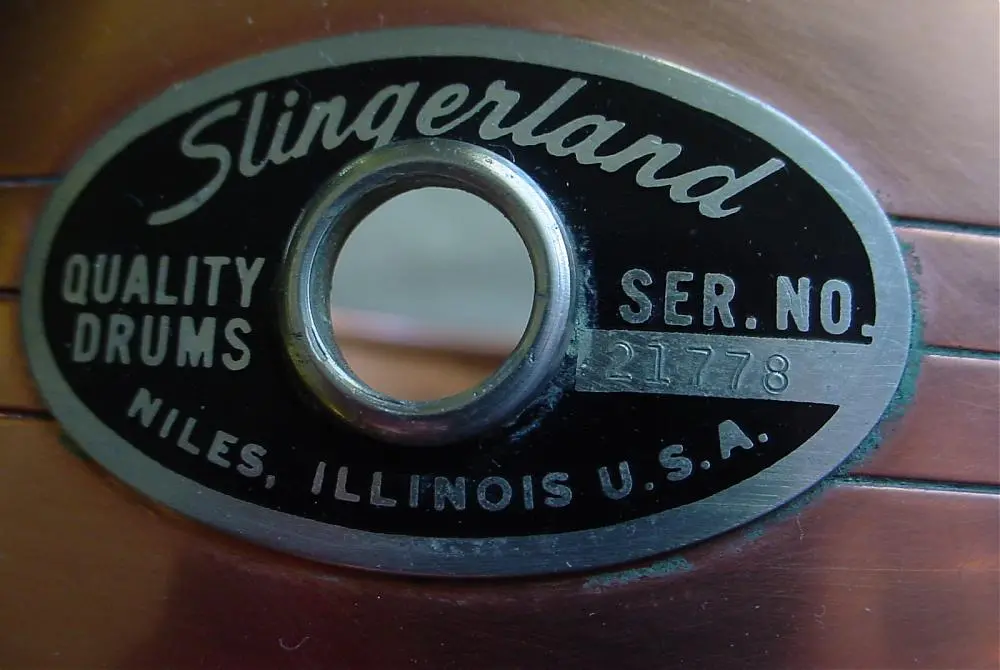 Slingerland
QUALITY
DRUMS
SER. NO.
21778
NILES, ILLINOIS U.S.A.